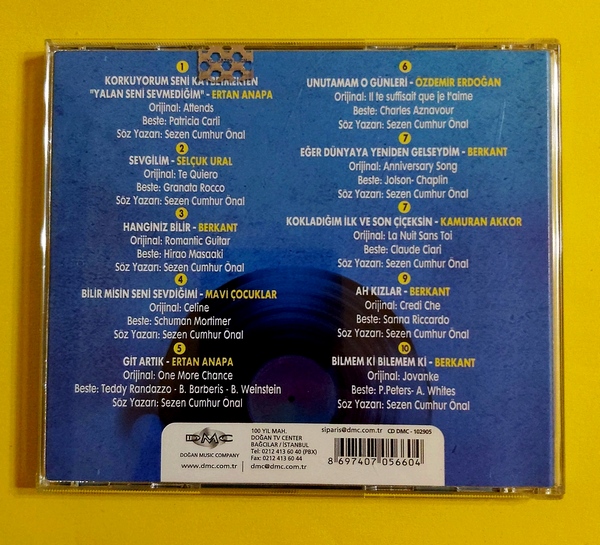 1
KORKUYORUM SENİ KAYBETMEKTEN
"YALAN SENİ SEVMEDİĞİM" - ERTAN ANAPA
Orijinal: Attends
Beste: Patricia Carli
Söz Yazarı: Sezen Cumhur Önal
2
SEVGİLİM - SELÇUK URAL
Orijinal: Te Quiero
Beste: Granata Rocco
Söz Yazarı: Sezen Cumhur Önal
3
HANGİNİZ BİLİR - BERKANT
Orijinal: Romantic Guitar
Beste: Hirao Masaaki
Söz Yazarı: Sezen Cumhur Önal
4
BİLİR MİSİN SENİ SEVDİĞİMİ - MAVİ ÇOCUKLAR
Orijinal: Celine
Beste: Schuman Mortimer
Söz Yazarı: Sezen Cumhur Önal
5
GİT ARTIK - ERTAN ANAPA
Orijinal: One More Chance
Beste: Teddy Randazzo - B. Barberis - B. Weinstein
Söz Yazarı: Sezen Cumhur Önal
6
UNUTAMAM O GÜNLERİ - ÖZDEMİR ERDOĞAN
Orijinal: Il te suffisait que je t'aime
Beste: Charles Aznavour
Söz Yazarı: Sezen Cumhur Önal
7
EĞER DÜNYAYA YENİDEN GELSEYDİM - BERKANT
Orijinal: Anniversary Song
Beste: Jolson- Chaplin
Söz Yazarı: Sezen Cumhur Önal
7
KOKLADIĞIM İLK VE SON ÇİÇEKSİN - KAMURAN AKKOR
Orijinal: La Nuit Sans Toi
Beste: Claude Ciari
Söz Yazarı: Sezen Cumhur Önal
9
AH KIZLAR - BERKANT
Orijinal: Credi Che
Beste: Sanna Riccardo
Söz Yazarı: Sezen Cumhur Önal
10
BİLMEM Kİ BİLEMEM Kİ - BERKANT
Orijinal: Jovanke
Beste: P.Peters- A. Whites
Söz Yazarı: Sezen Cumhur Önal
DMC
DOĞAN MUSIC COMPANY
www.dmc.com.tr
100 YIL MAH.
DOĞAN TV CENTER
BAĞCILAR / İSTANBUL
Tel: 0212 413 60 40 (PBX)
Fax: 0212 413 60 44
dmc@dmc.com.tr
siparis@dmc.com.tr
CD DMC - 102905
8 697407 056604